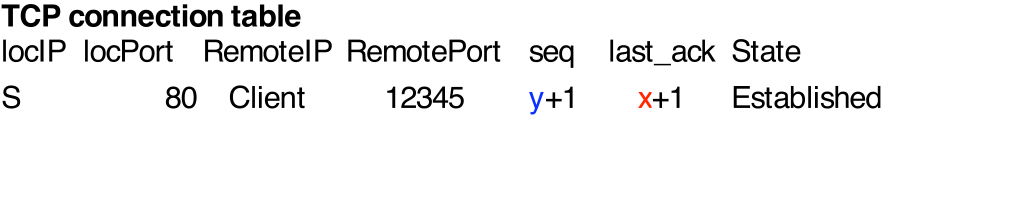 TCP connection table
locIP locPort RemoteIP RemotePort seq last_ack State
S 80 Client 12345 y+1 x+1 Established